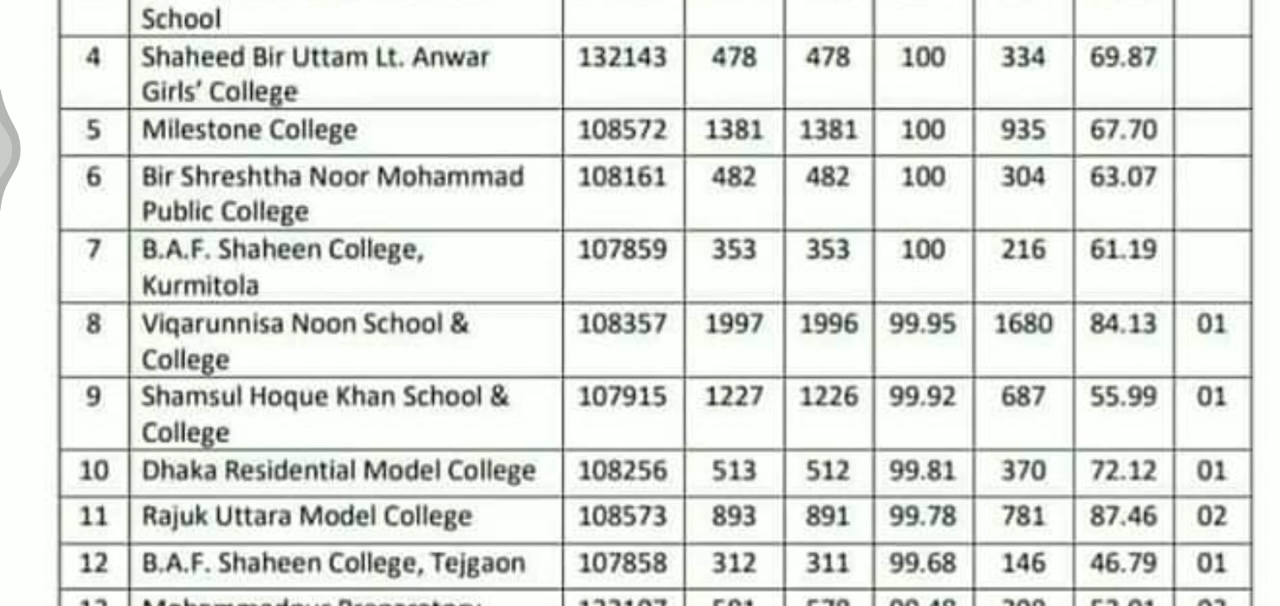 School
4 Shaheed Bir Uttam Lt. Anwar 132143 478 478 100 334 69.87
Girls' College
5 Milestone College 108572 1381 1381 100 935 67.70
6 Bir Shreshtha Noor Mohammad 108161 482 482 100 304 63.07
Public College
7 B.A.F. Shaheen College, 107859 353 353 100 216 61.19
Kurmitola
8 Viqarunnisa Noon School & 108357 1997 1996 99.95 1680 84.13 01
College
9 Shamsul Hoque Khan School & 107915 1227 1226 99.92 687 55.99 01
College
10 Dhaka Residential Model College 108256 513 512 99.81 370 72.12 01
11 Rajuk Uttara Model College 108573 893 891 99.78 781 87.46 02
12 B.A.F. Shaheen College, Tejgaon 107858 312 311 99.68 146 46.79 01